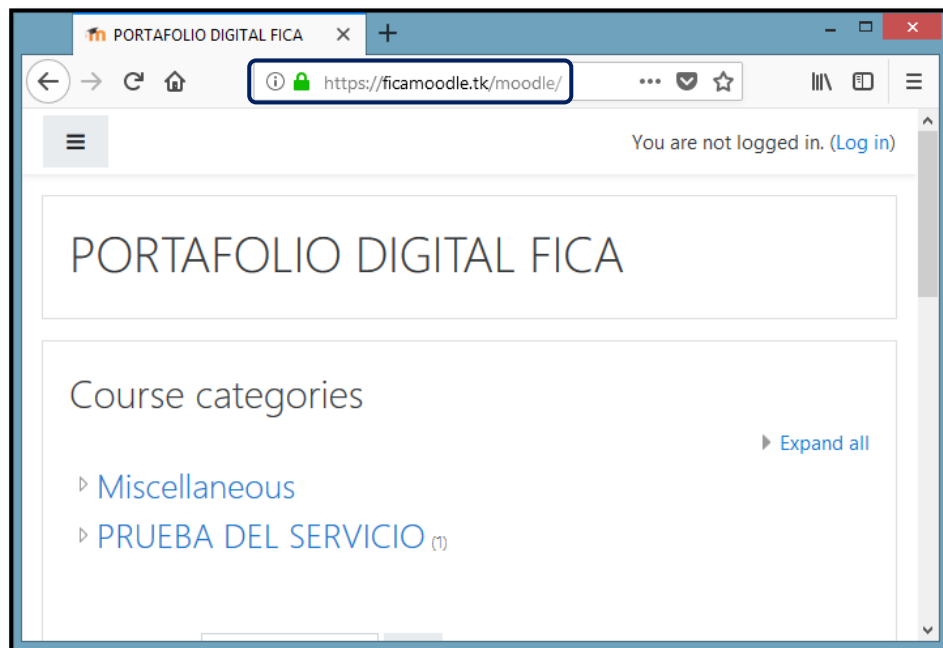 PORTAFOLIO DIGITAL FICA
https://ficamoodle.tk/moodle/
You are not logged in. (Log in)
PORTAFOLIO DIGITAL FICA
Course categories
Expand all
Miscellaneous
PRUEBA DEL SERVICIO (1)